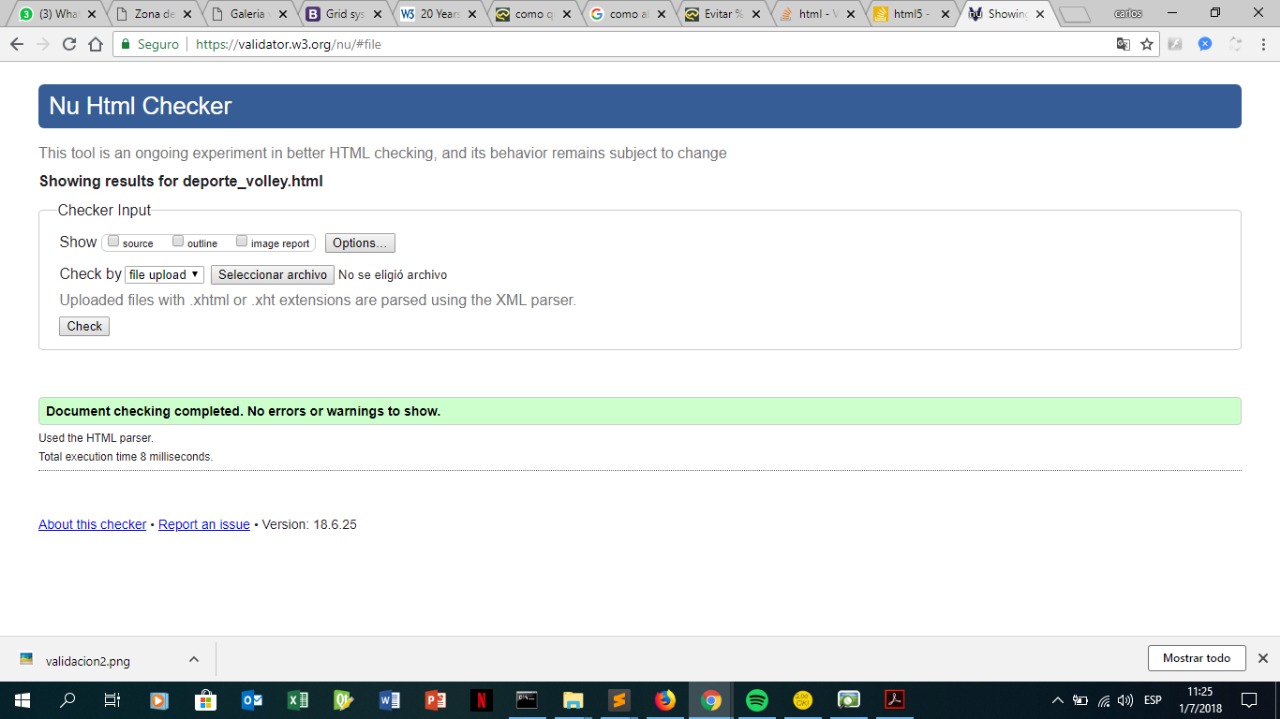 (3) Wha
Zona de
Galeria
Grid sys
20 Years
como
como al
Evitar %
html -
html5 -
Showing
carlos
Seguro
https://validator.w3.org/nu/#file
Nu Html Checker
This tool is an ongoing experiment in better HTML checking, and its behavior remains subject to change
Showing results for deporte_volley.html
Checker Input
Show source outline image report Options...
Check by file upload Seleccionar archivo No se eligió archivo
Uploaded files with .xhtml or .xht extensions are parsed using the XML parser.
Check
Document checking completed. No errors or warnings to show.
Used the HTML parser.
Total execution time 8 milliseconds.
About this checker • Report an issue • Version: 18.6.25
validacion2.png
Mostrar todo
ESP
11:25
1/7/2018